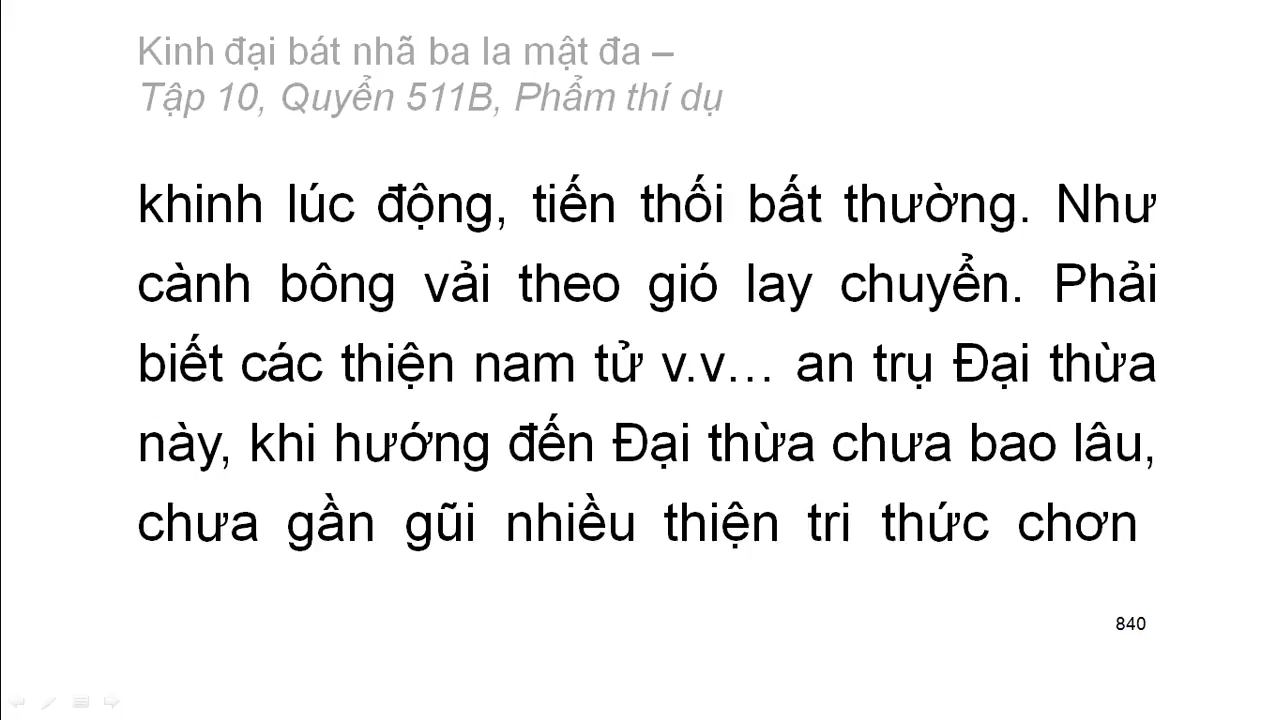 Kinh đại bát nhã ba la mật đa –
Tập 10, Quyển 511B, Phẩm thí dụ
khinh lúc động, tiến thối bất thường. Như
cành bông vải theo gió lay chuyển. Phải
biết các thiện nam tử v.v… an trụ Đại thừa
này, khi hướng đến Đại thừa chưa bao lâu,
chưa gần gũi nhiều thiện tri thức chơn
840